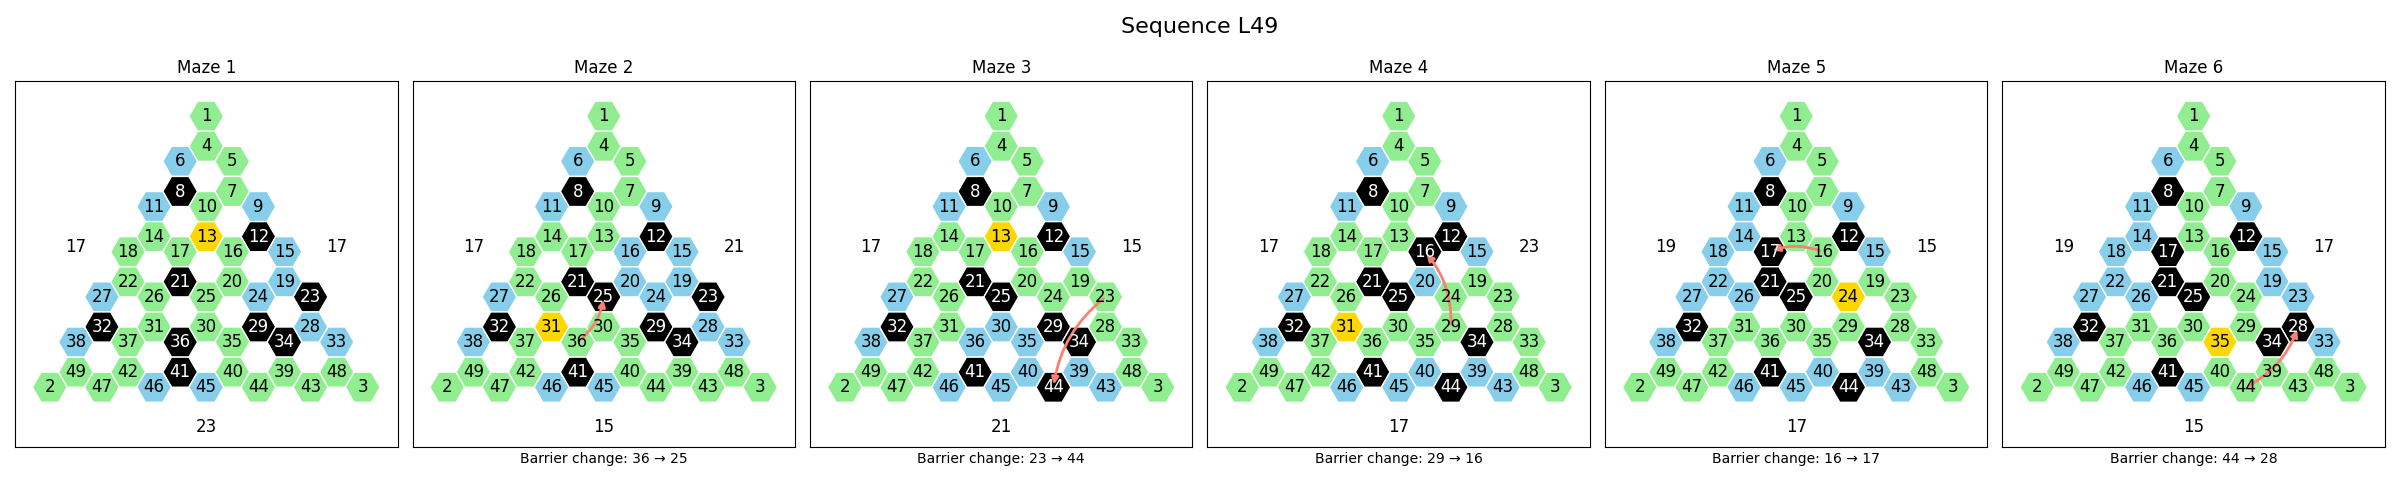 Sequence L49
Maze 1 Maze 2 Maze 3 Maze 4 Maze 5 Maze 6
1 1 1 1 1 1
4 4 4 4 4 4
6 5 6 5 6 5 6 5 6 5 6 5
8 7 8 7 8 7 8 7 8 7 8 7
11 10 9 11 10 9 11 10 9 11 10 9 11 10 9 11 10 9
14 13 12 14 13 12 14 13 12 14 13 12 14 13 12 14 13 12
17 17 17 21 17 15 17 23 19 15 19 17
18 17 16 15 18 17 16 15 18 17 16 15 18 17 16 15 18 17 16 15 18 17 16 15
22 21 20 19 22 21 20 19 22 21 20 19 22 21 20 19 22 21 20 19 22 21 20 19
27 26 25 24 23 27 26 25 24 23 27 26 25 24 23 27 26 25 24 23 27 26 25 24 23 27 26 25 24 23
32 31 30 29 28 32 31 30 29 28 32 31 30 29 28 32 31 30 29 28 32 31 30 29 28 32 31 30 29 28
38 37 36 35 34 33 38 37 36 35 34 33 38 37 36 35 34 33 38 37 36 35 34 33 38 37 36 35 34 33 38 37 36 35 34 33
49 42 41 40 39 48 49 42 41 40 39 48 49 42 41 40 39 48 49 42 41 40 39 48 49 42 41 40 39 48 49 42 41 40 39 48
2 47 46 45 44 43 3 2 47 46 45 44 43 3 2 47 46 45 44 43 3 2 47 46 45 44 43 3 2 47 46 45 44 43 3 2 47 46 45 44 43 3
23 15 21 17 17 15
Barrier change: 36 → 25 Barrier change: 23 → 44 Barrier change: 29 → 16 Barrier change: 16 → 17 Barrier change: 44 → 28